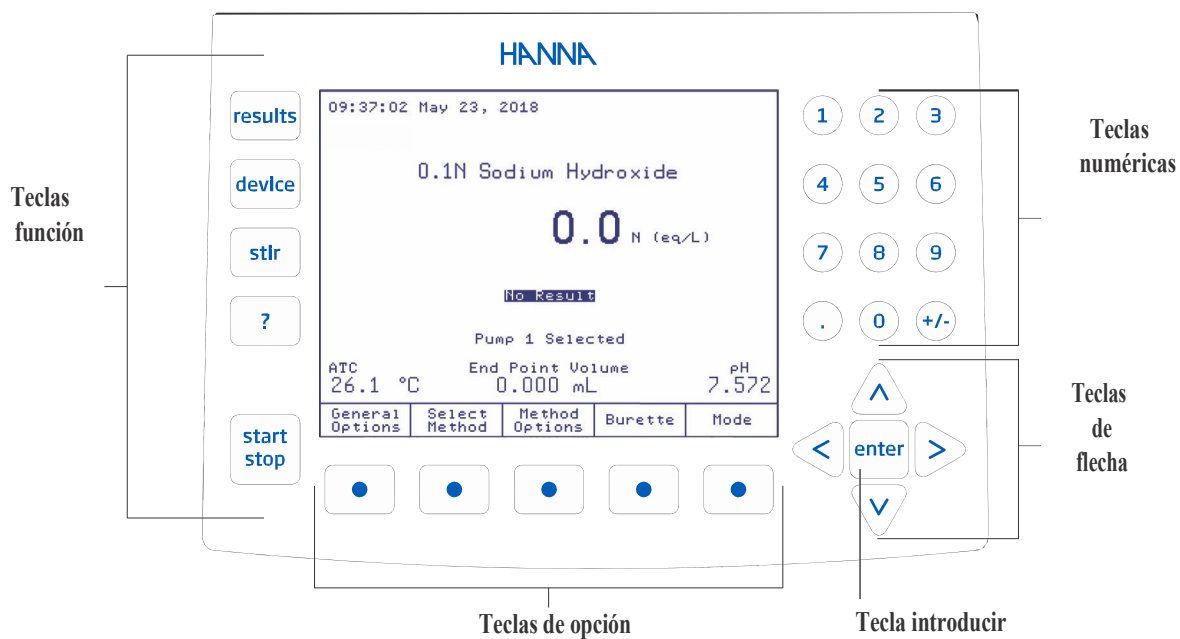 HANNA
Teclas
función
results
device
stir
?
start
stop
09:37:02 May 23, 2018
0.1N Sodium Hydroxide
0.0 N (eq/L)
No Result
Pump 1 Selected
ATC End Point Volume pH
26.1 °C 0.000 mL 7.572
General Options Select Method Method Options Burette Mode
1 2 3
4 5 6
7 8 9
. 0 +/-
Teclas
numéricas
enter
Teclas
de
flecha
Teclas de opción
Tecla introducir